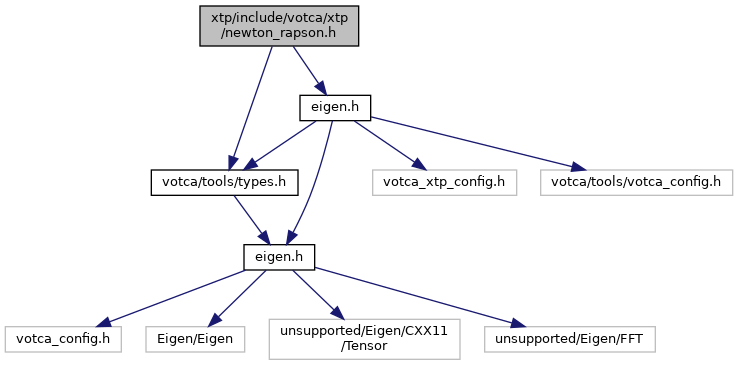 xtp/include/votca/xtp
/newton_rapson.h
eigen.h
votca/tools/types.h
votca_xtp_config.h
votca/tools/votca_config.h
eigen.h
votca_config.h
Eigen/Eigen
unsupported/Eigen/CXX11
/Tensor
unsupported/Eigen/FFT